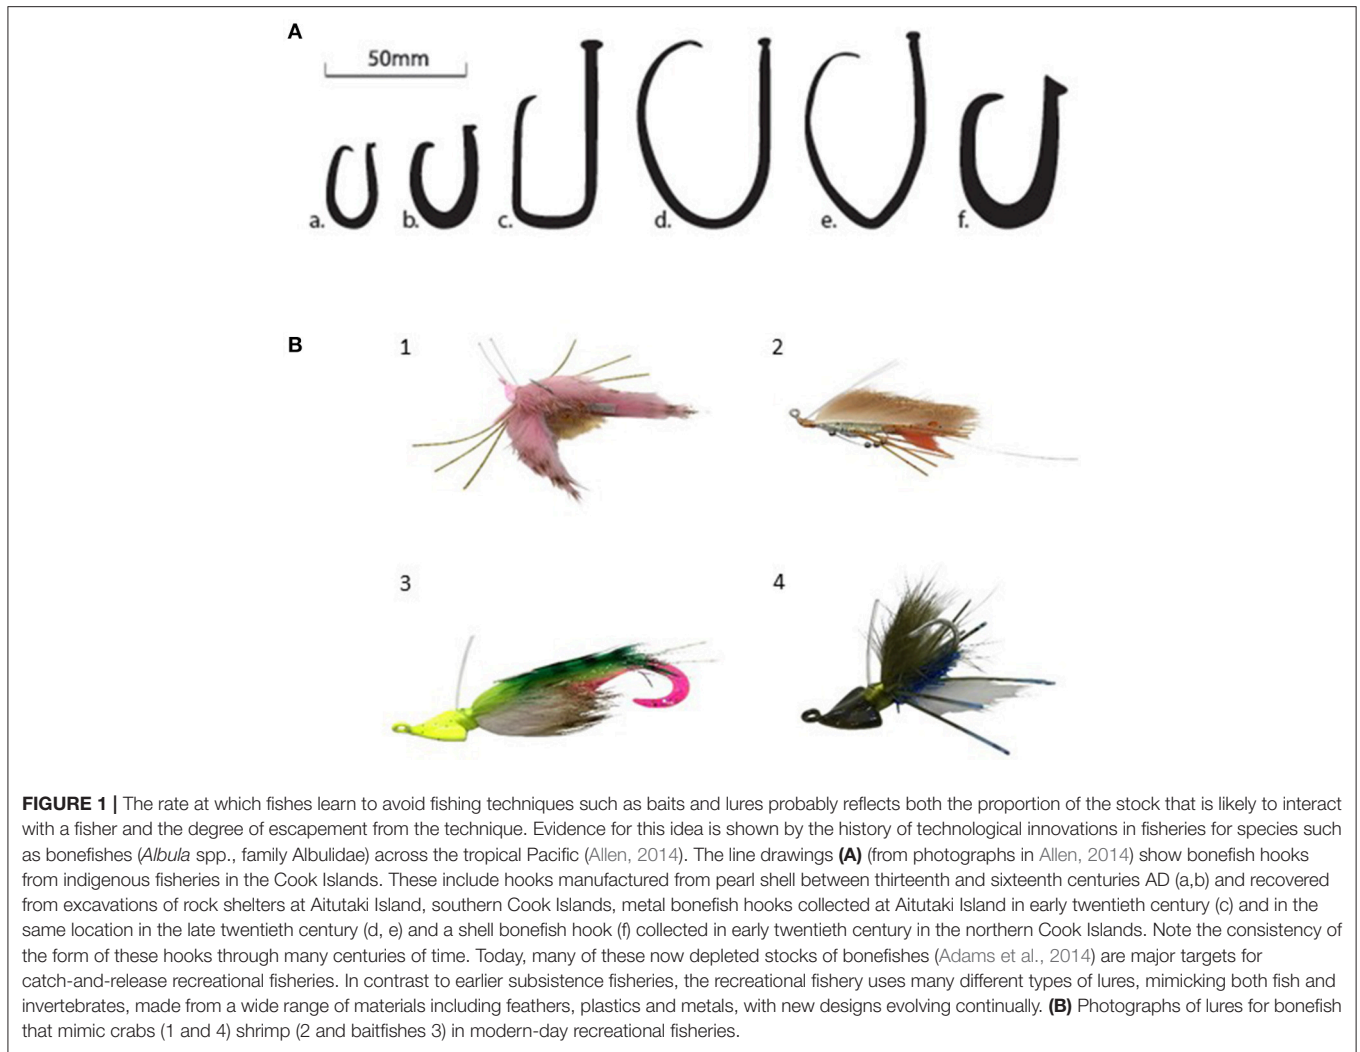 A
50mm
a. b. c. d. e. f.
B
1 2
3 4
FIGURE 1 | The rate at which fishes learn to avoid fishing techniques such as baits and lures probably reflects both the proportion of the stock that is likely to interact
with a fisher and the degree of escapement from the technique. Evidence for this idea is shown by the history of technological innovations in fisheries for species such
as bonefishes (Albula spp., family Albulidae) across the tropical Pacific (Allen, 2014). The line drawings (A) (from photographs in Allen, 2014) show bonefish hooks
from indigenous fisheries in the Cook Islands. These include hooks manufactured from pearl shell between thirteenth and sixteenth centuries AD (a,b) and recovered
from excavations of rock shelters at Aitutaki Island, southern Cook Islands, metal bonefish hooks collected at Aitutaki Island in early twentieth century (c) and in the
same location in the late twentieth century (d, e) and a shell bonefish hook (f) collected in early twentieth century in the northern Cook Islands. Note the consistency of
the form of these hooks through many centuries of time. Today, many of these now depleted stocks of bonefishes (Adams et al., 2014) are major targets for
catch-and-release recreational fisheries. In contrast to earlier subsistence fisheries, the recreational fishery uses many different types of lures, mimicking both fish and
invertebrates, made from a wide range of materials including feathers, plastics and metals, with new designs evolving continually. (B) Photographs of lures for bonefish
that mimic crabs (1 and 4) shrimp (2 and baitfishes 3) in modern-day recreational fisheries.